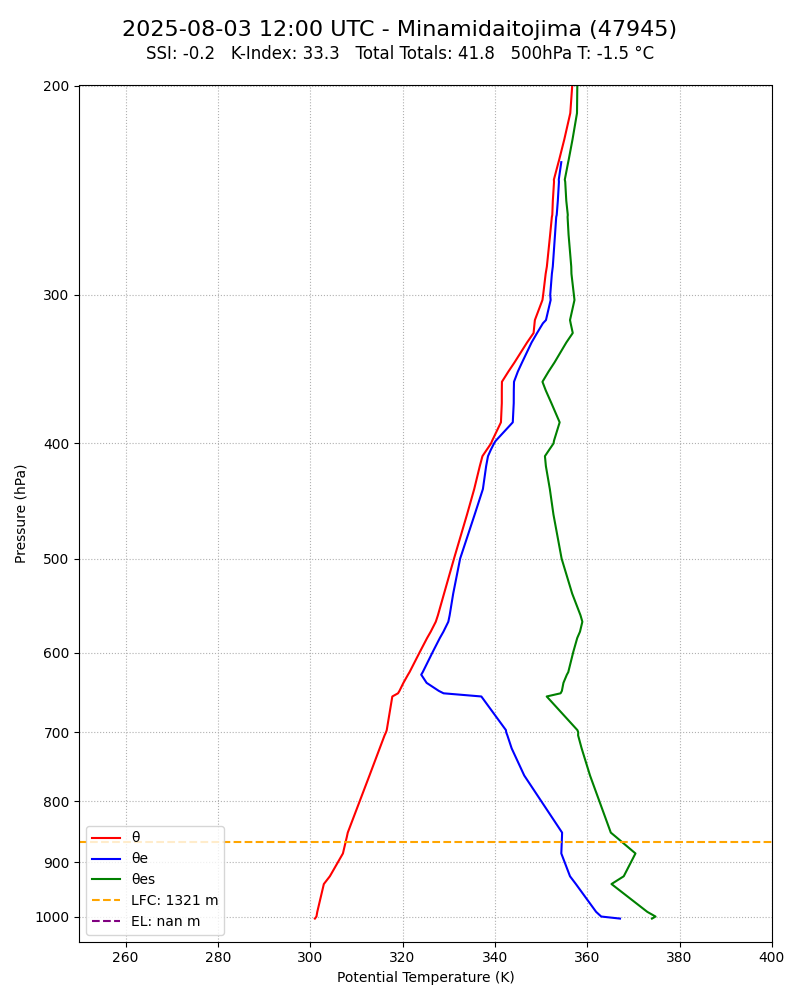 2025-08-03 12:00 UTC - Minamidaitojima (47945)
SSI: -0.2   K-Index: 33.3   Total Totals: 41.8   500hPa T: -1.5 °C
200
300
400
500
600
700
800
900
1000
Pressure (hPa)
θ
θe
θes
LFC: 1321 m
EL: nan m
260
280
300
320
340
360
380
400
Potential Temperature (K)